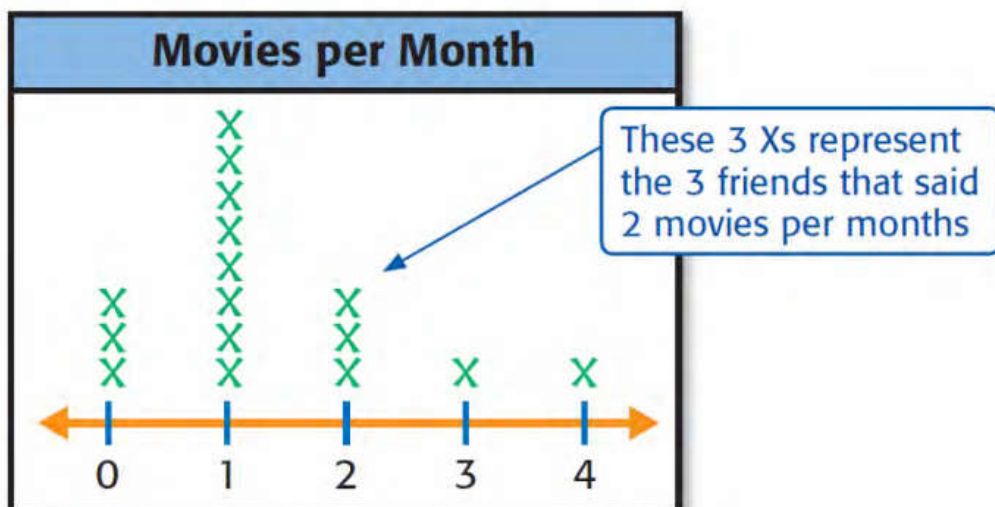 Movies per Month
These 3 Xs represent
the 3 friends that said
2 movies per months
X
X
X
X
X
X X X
X X X
X X X X X
0 1 2 3 4